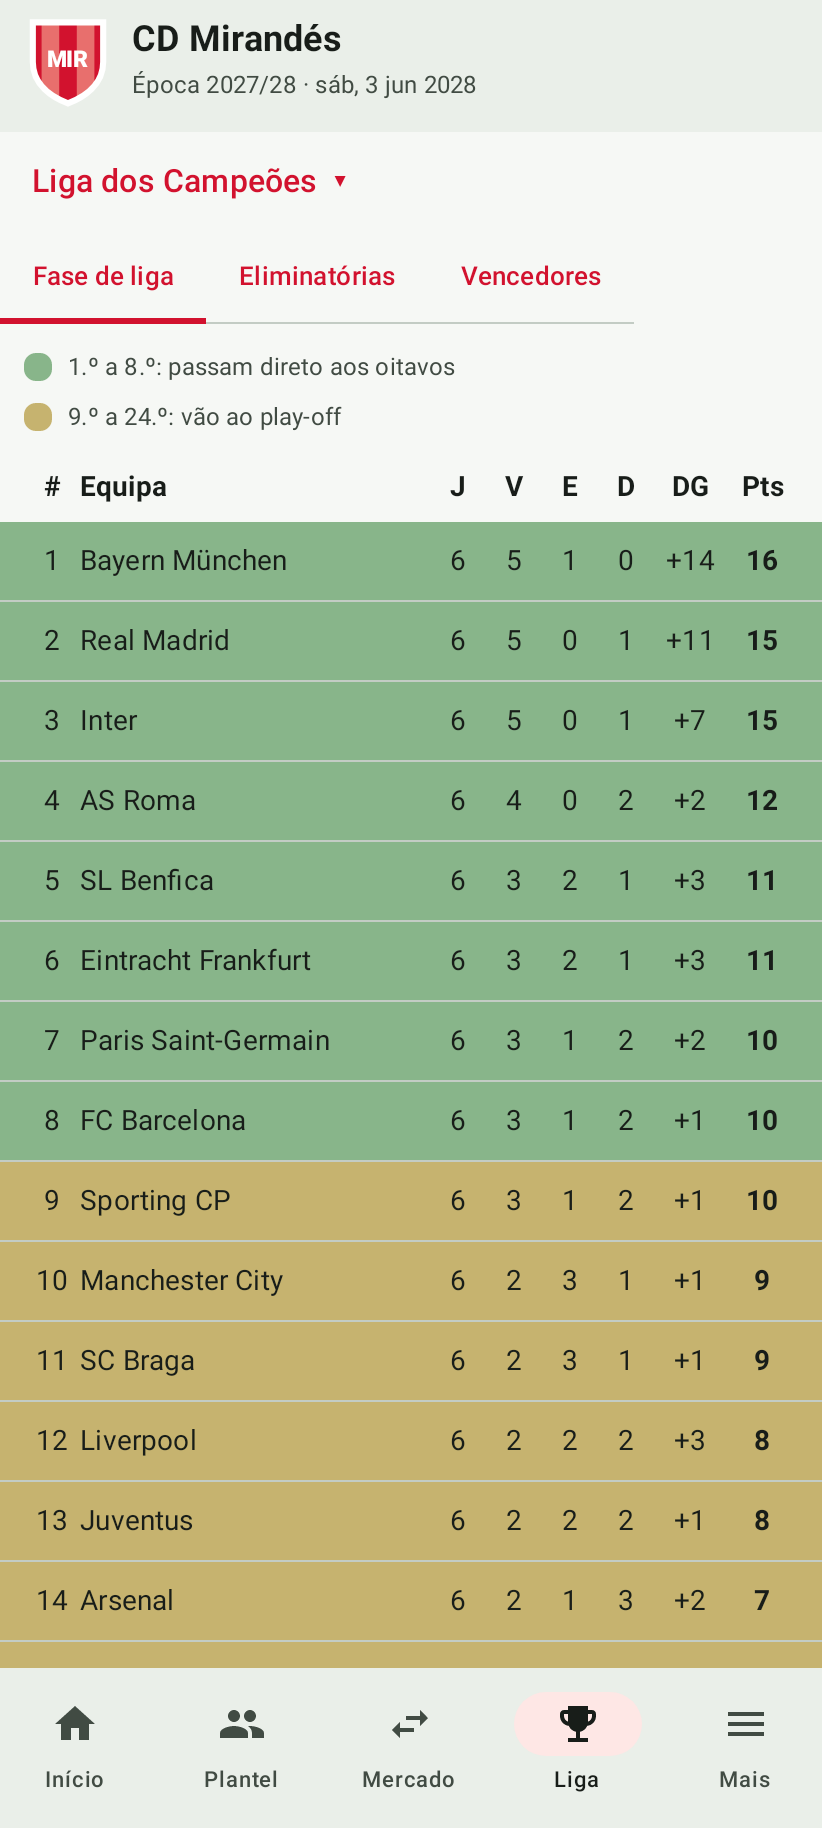 MIR
CD Mirandés
Época 2027/28 · sáb, 3 jun 2028
Liga dos Campeões ▼
Fase de liga Eliminatórias Vencedores
1.º a 8.º: passam direto aos oitavos
9.º a 24.º: vão ao play-off
# Equipa J V E D DG Pts
1 Bayern München 6 5 1 0 +14 16
2 Real Madrid 6 5 0 1 +11 15
3 Inter 6 5 0 1 +7 15
4 AS Roma 6 4 0 2 +2 12
5 SL Benfica 6 3 2 1 +3 11
6 Eintracht Frankfurt 6 3 2 1 +3 11
7 Paris Saint-Germain 6 3 1 2 +2 10
8 FC Barcelona 6 3 1 2 +1 10
9 Sporting CP 6 3 1 2 +1 10
10 Manchester City 6 2 3 1 +1 9
11 SC Braga 6 2 3 1 +1 9
12 Liverpool 6 2 2 2 +3 8
13 Juventus 6 2 2 2 +1 8
14 Arsenal 6 2 1 3 +2 7
Início Plantel Mercado Liga Mais